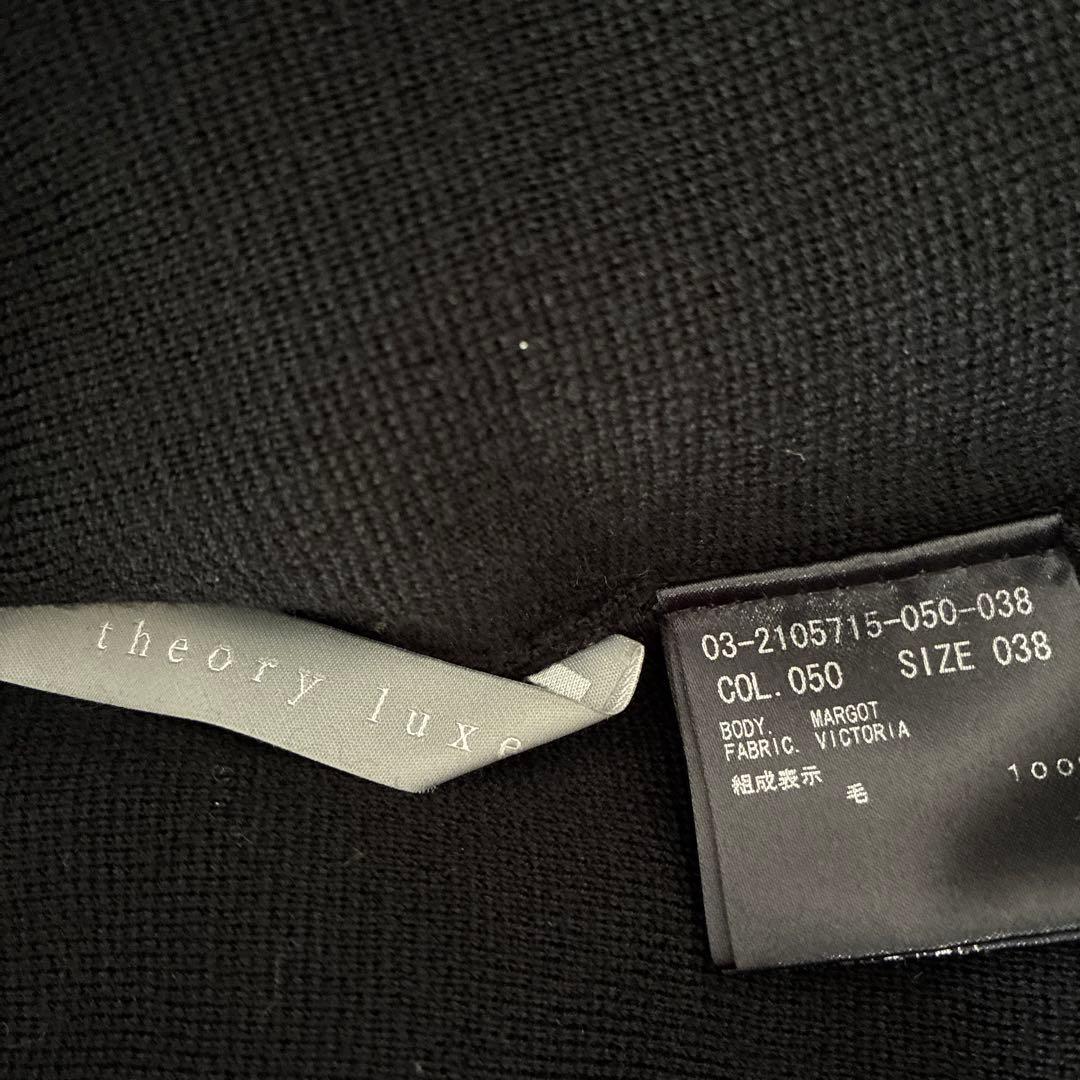 theory luxe
03-2105715-050-038
COL.050 SIZE 038
BODY. MARGOT
FABRIC. VICTORIA
組成表示
毛 100